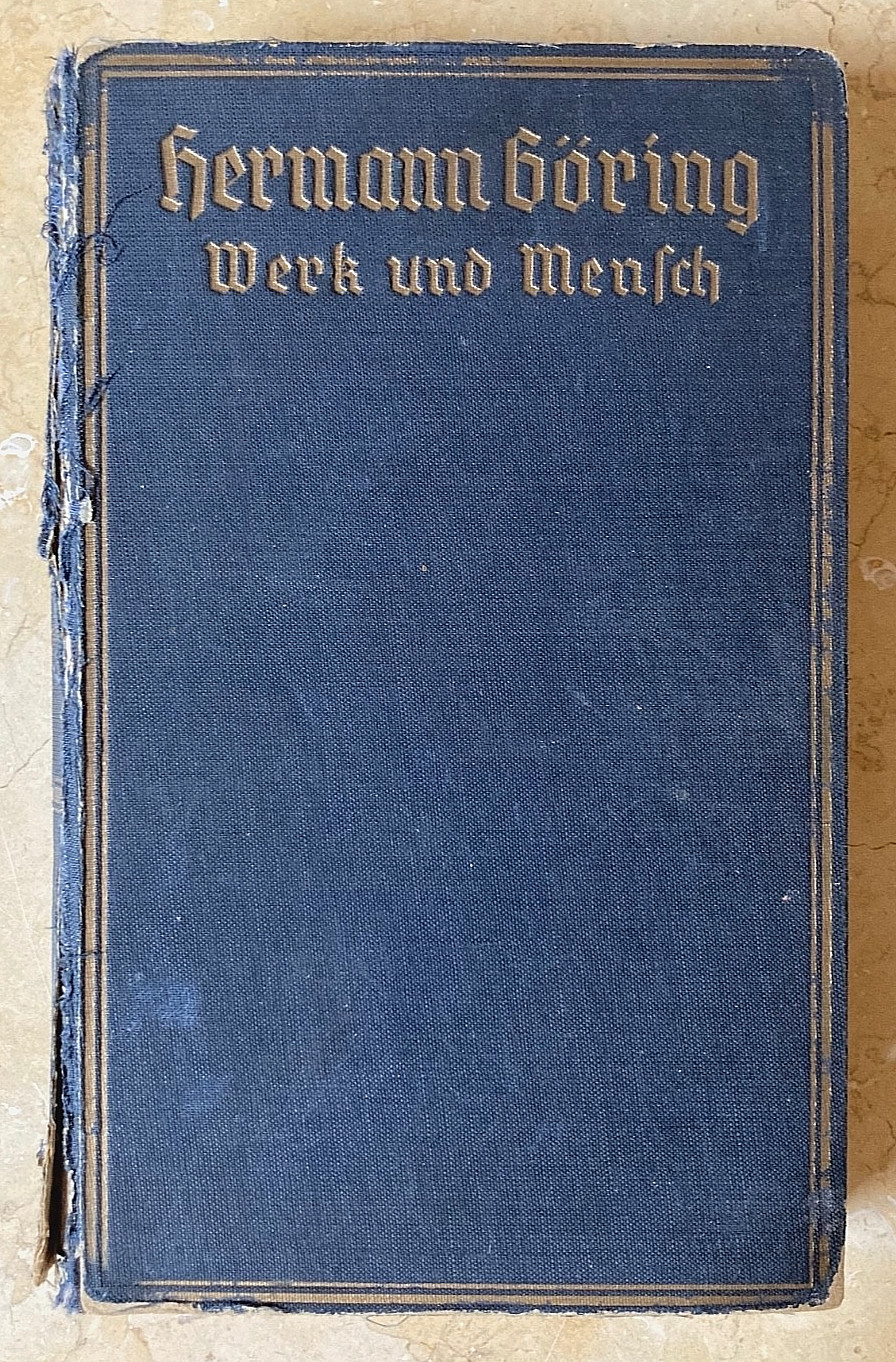 Hermann Göring
Werk und Menſch